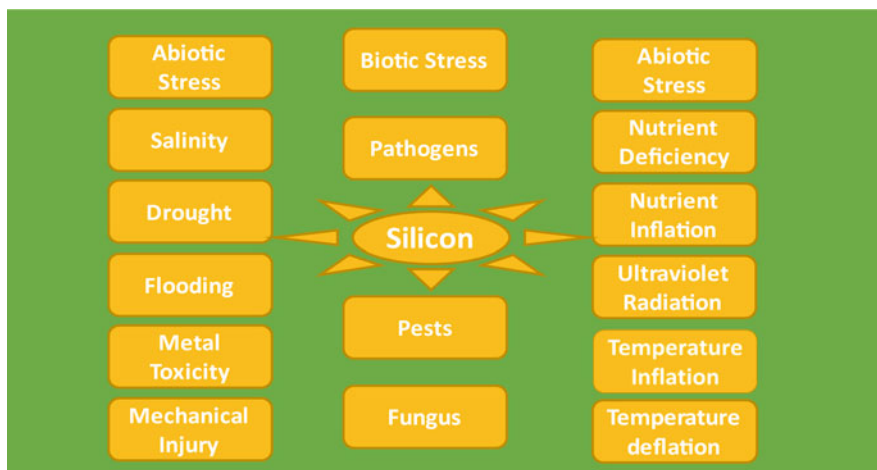 Abiotic
Stress
Salinity
Drought
Flooding
Metal
Toxicity
Mechanical
Injury
Biotic Stress
Pathogens
Silicon
Pests
Fungus
Abiotic
Stress
Nutrient
Deficiency
Nutrient
Inflation
Ultraviolet
Radiation
Temperature
Inflation
Temperature
deflation